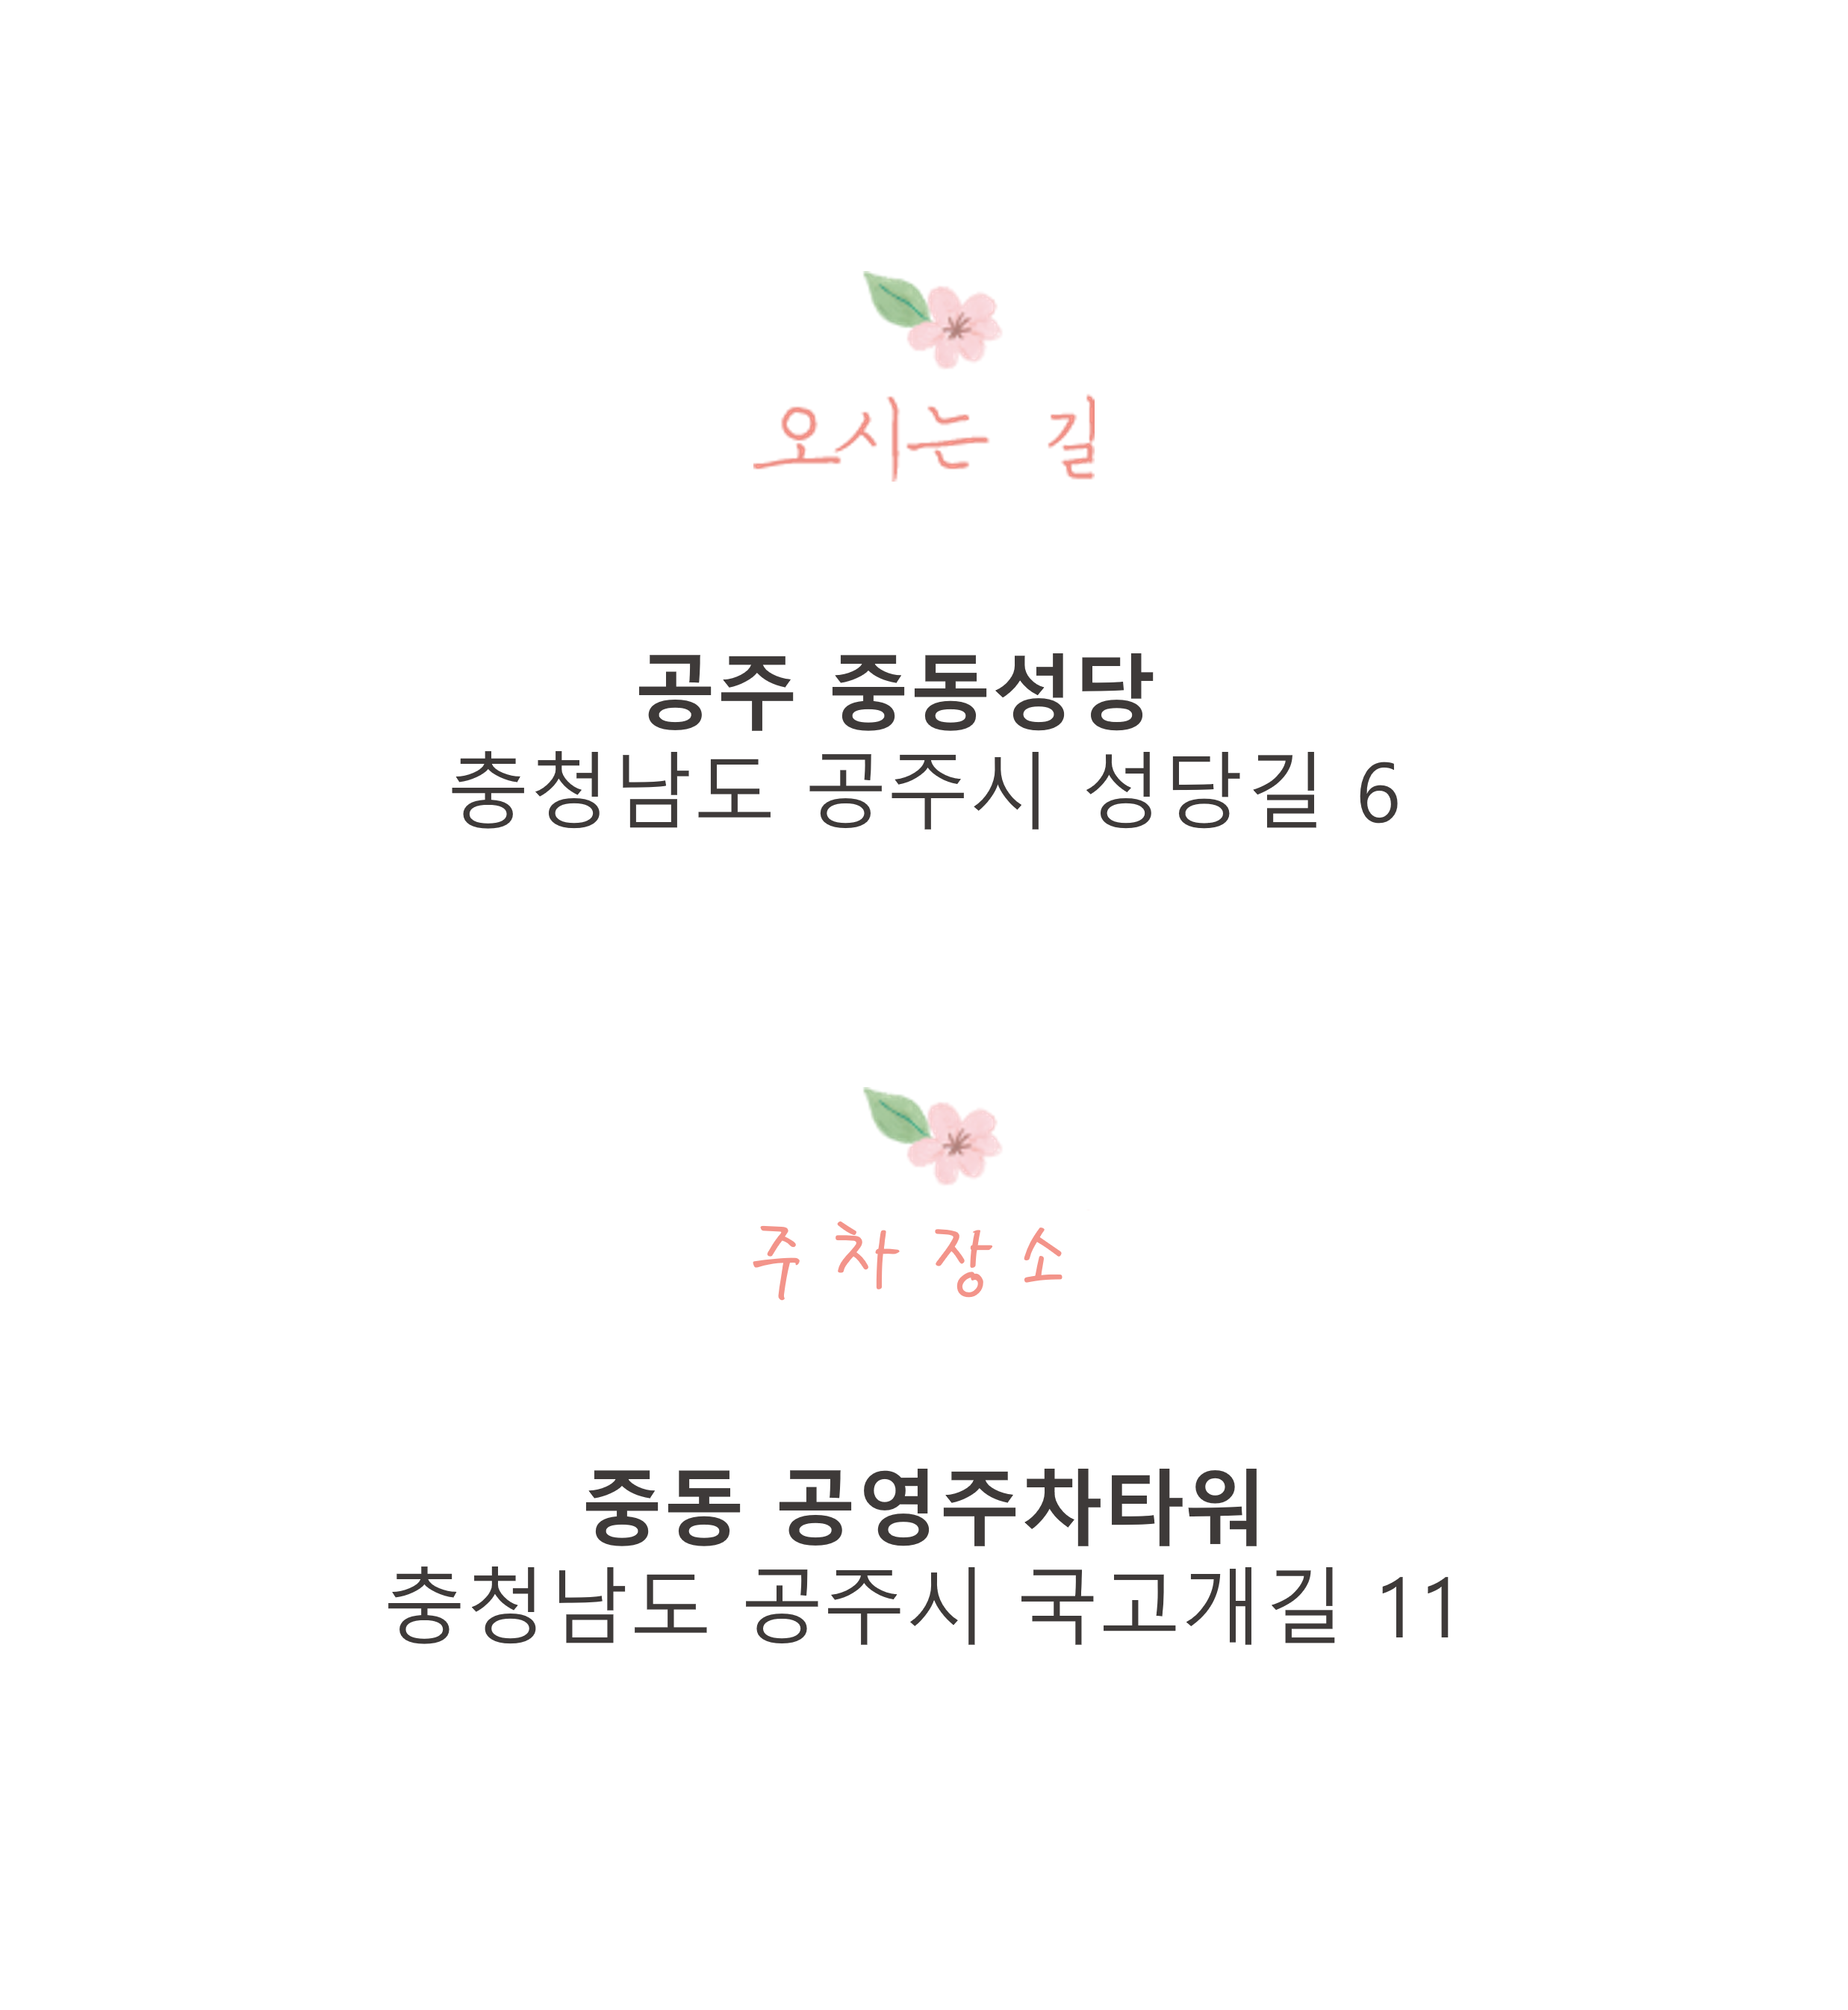 오시는 길
공주 중동성당
충청남도 공주시 성당길 6
주차 장소
중동 공영주차타워
충청남도 공주시 국고개길 11